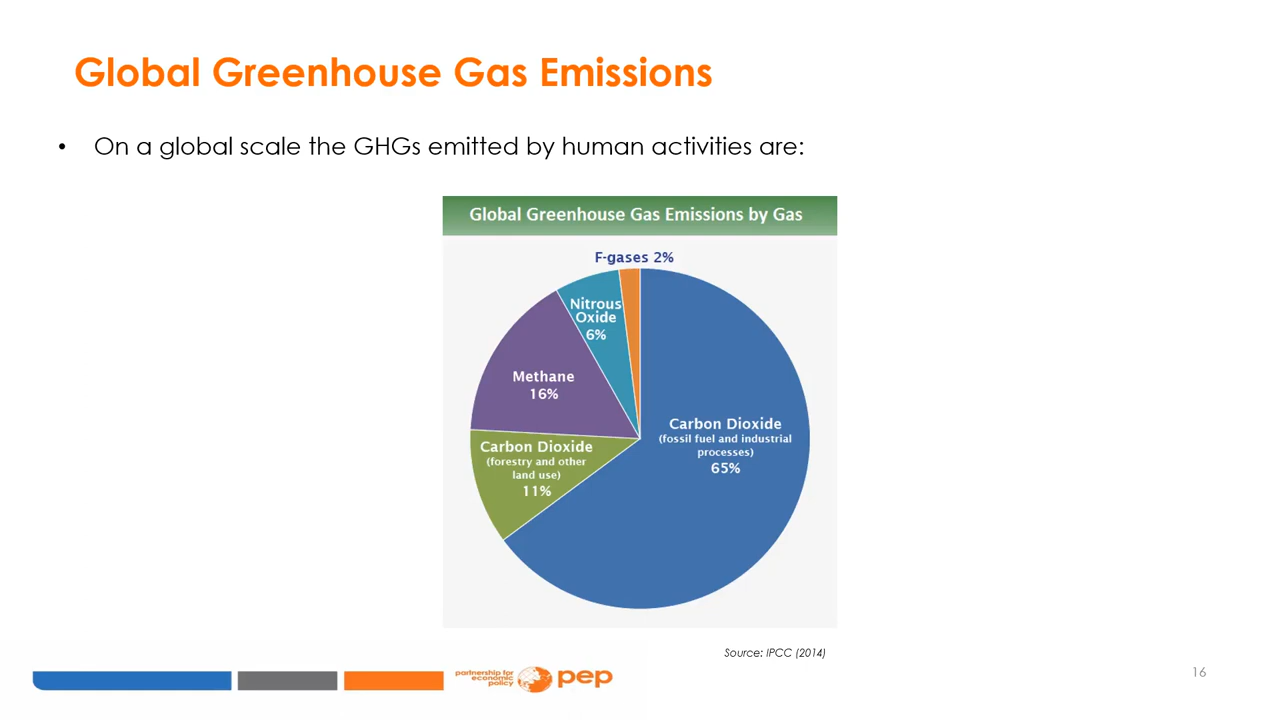 Global Greenhouse Gas Emissions
• On a global scale the GHGs emitted by human activities are:
Global Greenhouse Gas Emissions by Gas
F-gases 2%
Nitrous
Oxide
6%
Methane
16%
Carbon Dioxide
(fossil fuel and industrial
processes)
65%
Carbon Dioxide
(forestry and other
land use)
11%
Source: IPCC (2014)
partnership for
economic
policy
pep
16